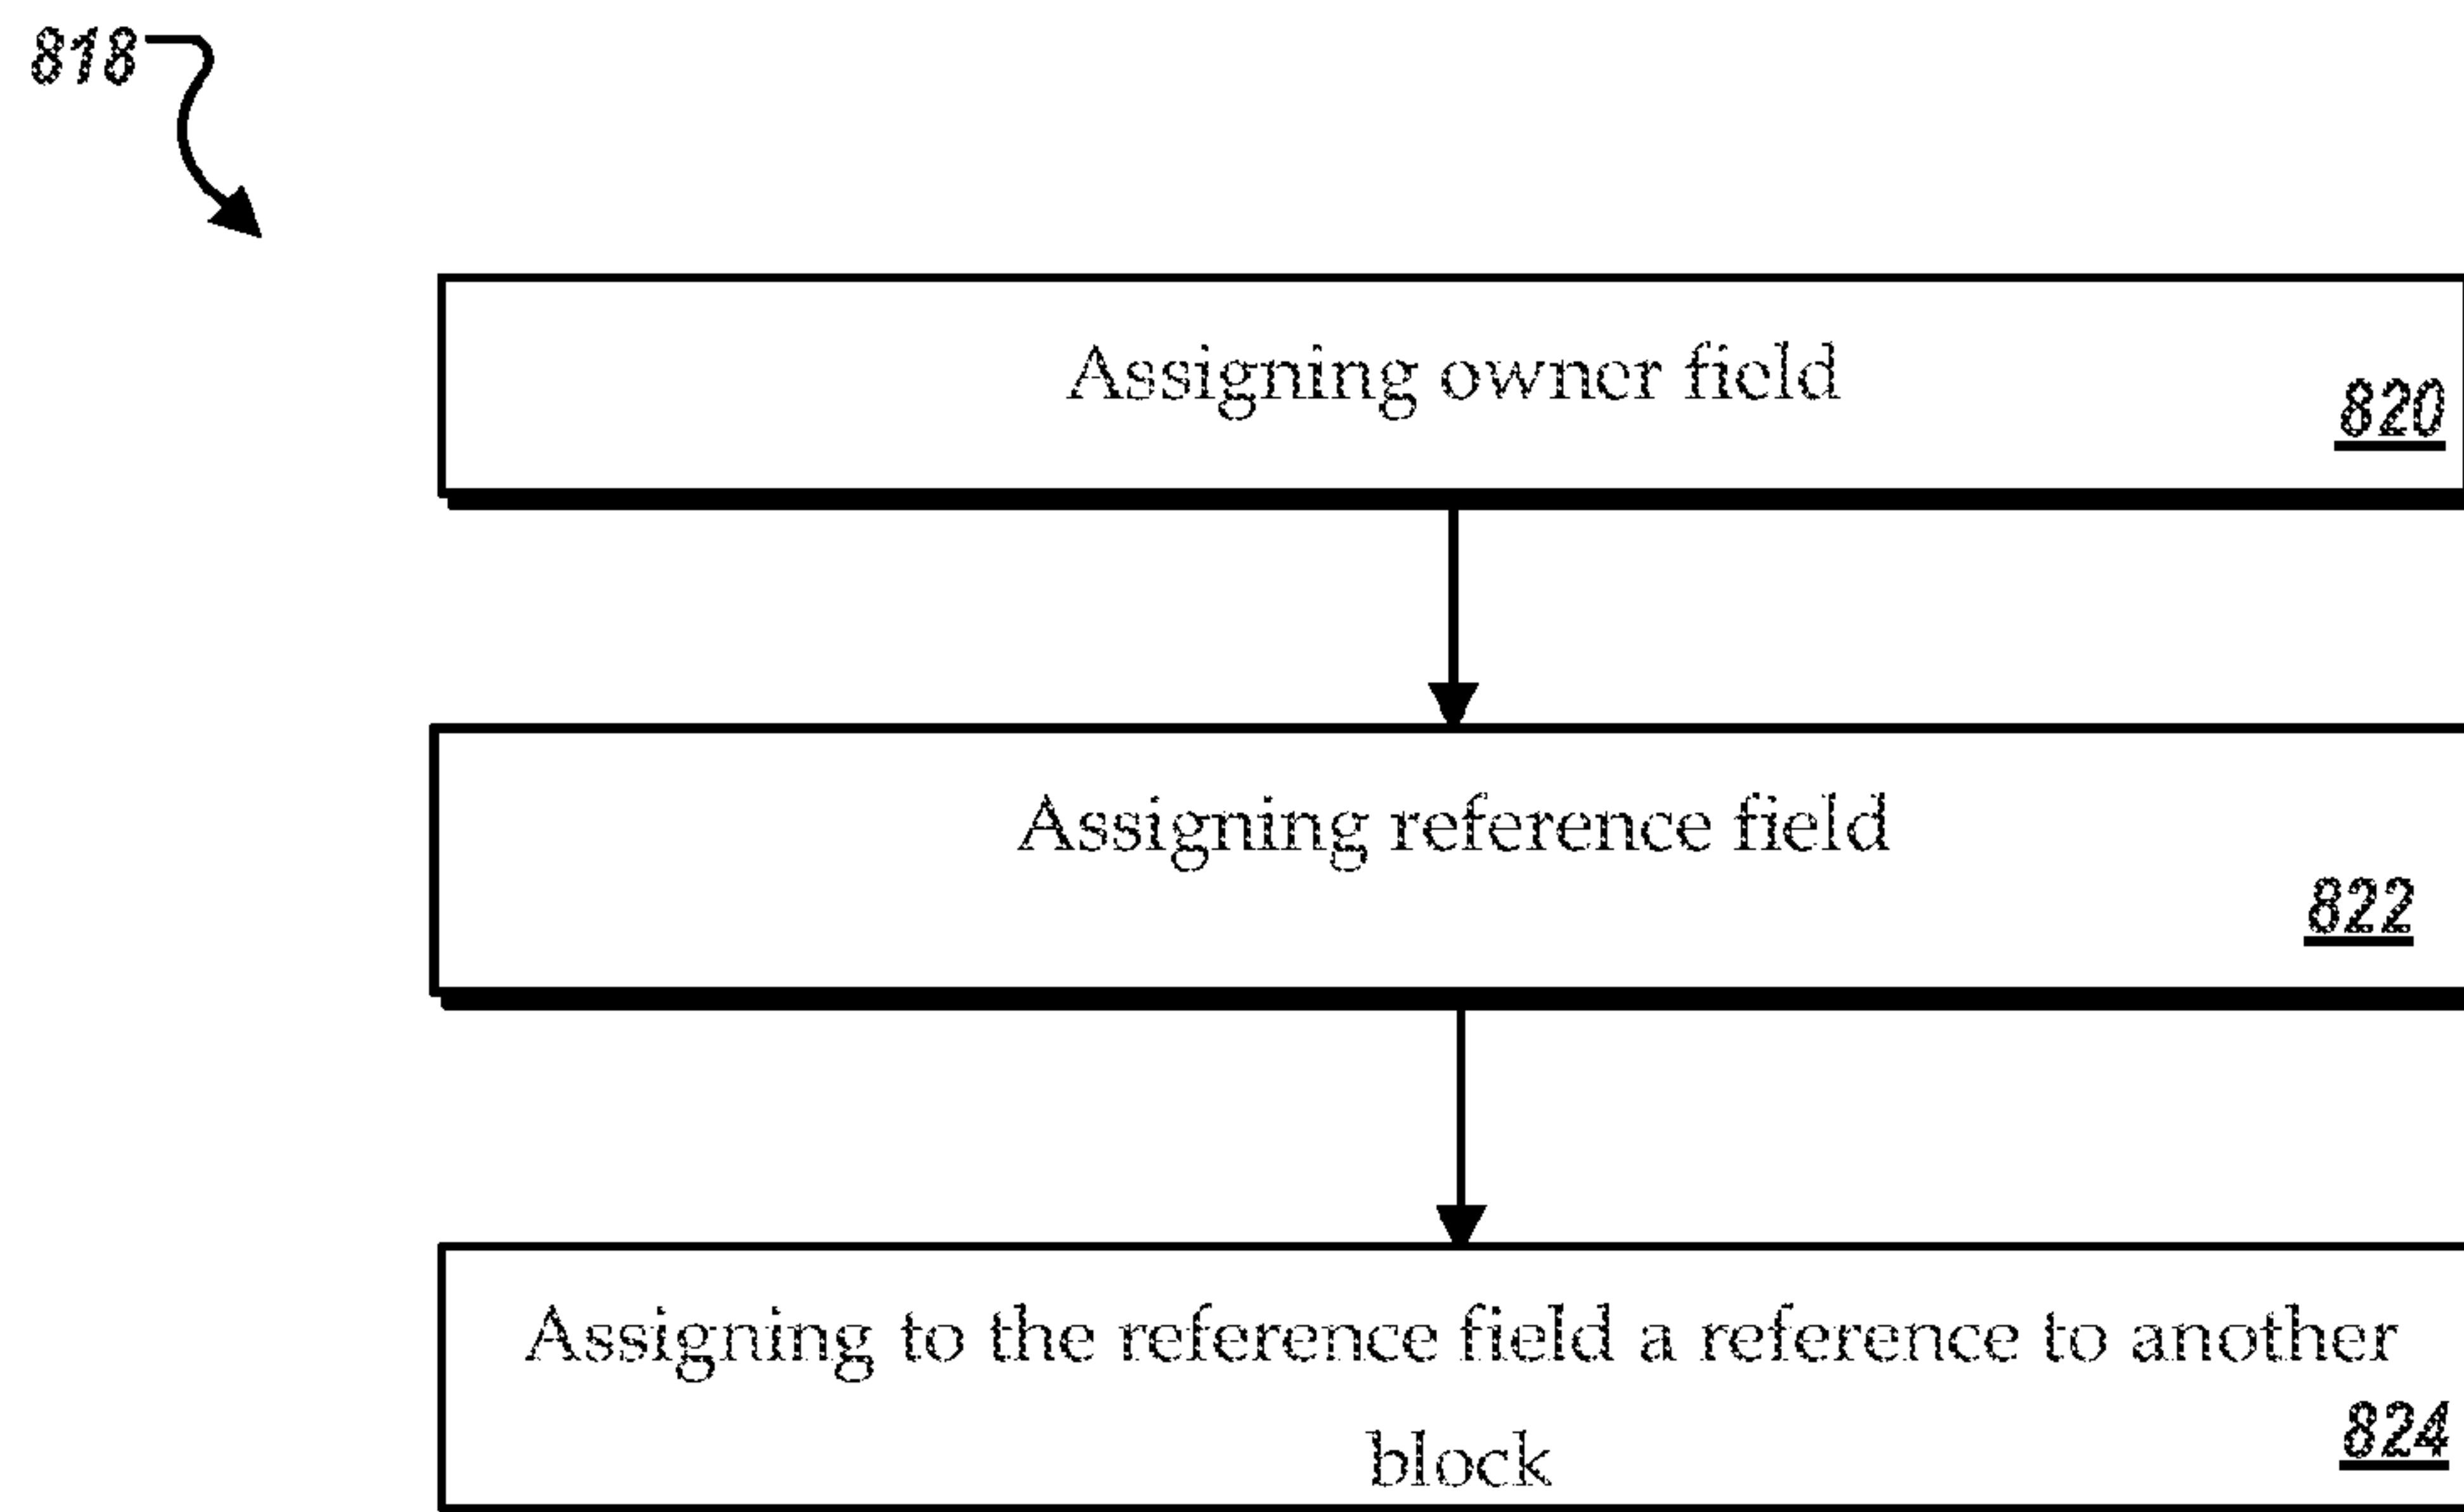 818
Assigning owner field
820
Assigning reference field
822
Assigning to the reference field a reference to another
block
824